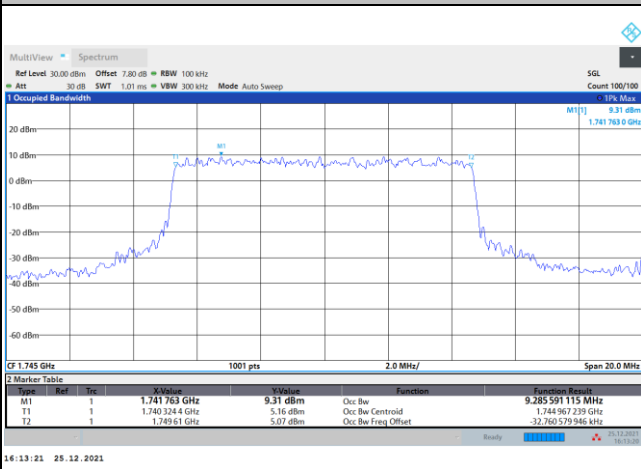 MultiView Spectrum
Ref Level 30.00 dBm Offset 7.80 dB RBW 100 kHz SGL
Att 30 dB SWT 1.01 ms VBW 300 kHz Mode Auto Sweep Count 100/100
1 Occupied Bandwidth 1Pk Max
M1[1] 9.31 dBm
1.741 763 0 GHz
20 dBm
M1
10 dBm
T1 T2
0 dBm
-10 dBm
-20 dBm
-30 dBm
-40 dBm
-50 dBm
-60 dBm
CF 1.745 GHz 1001 pts 2.0 MHz/ Span 20.0 MHz
2 Marker Table
Type Ref Trc X-Value Y-Value Function Function Result
M1 1 1.741 763 GHz 9.31 dBm Occ Bw 9.285 591 115 MHz
T1 1 1.740 324 4 GHz 5.16 dBm Occ Bw Centroid 1.744 967 239 GHz
T2 1 1.749 61 GHz 5.07 dBm Occ Bw Freq Offset -32.760 579 946 kHz
Ready 25.12.2021
16:13:20
16:13:21 25.12.2021